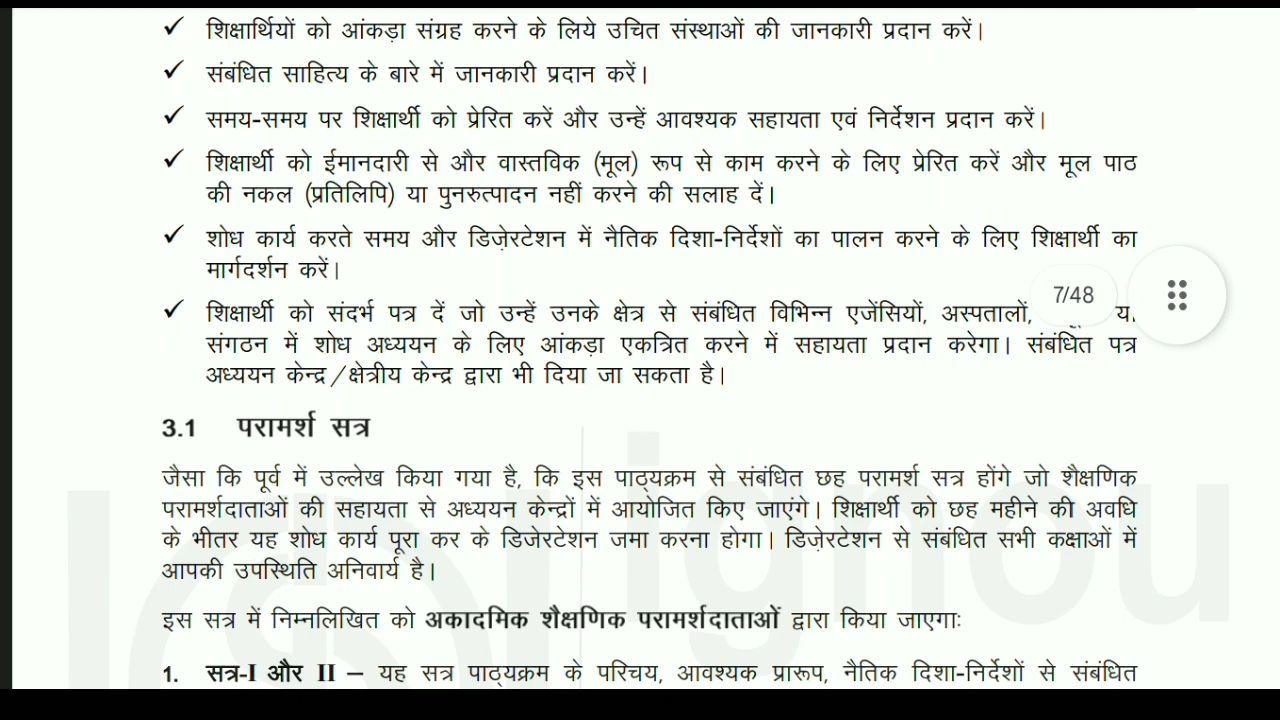 ✓ शिक्षार्थियों को आंकड़ा संग्रह करने के लिये उचित संस्थाओं की जानकारी प्रदान करें।
✓ संबंधित साहित्य के बारे में जानकारी प्रदान करें।
✓ समय-समय पर शिक्षार्थी को प्रेरित करें और उन्हें आवश्यक सहायता एवं निर्देशन प्रदान करें।
✓ शिक्षार्थी को ईमानदारी से और वास्तविक (मूल) रूप से काम करने के लिए प्रेरित करें और मूल पाठ
की नकल (प्रतिलिपि) या पुनरुत्पादन नहीं करने की सलाह दें।
✓ शोध कार्य करते समय और डिज़ेरटेशन में नैतिक दिशा-निर्देशों का पालन करने के लिए शिक्षार्थी का
मार्गदर्शन करें।
7/48
✓ शिक्षार्थी को संदर्भ पत्र दें जो उन्हें उनके क्षेत्र से संबंधित विभिन्न एजेंसियों, अस्पतालों,
संगठन में शोध अध्ययन के लिए आंकड़ा एकत्रित करने में सहायता प्रदान करेगा। संबंधित पत्र
अध्ययन केन्द्र/क्षेत्रीय केन्द्र द्वारा भी दिया जा सकता है।
3.1 परामर्श सत्र
जैसा कि पूर्व में उल्लेख किया गया है, कि इस पाठ्यक्रम से संबंधित छह परामर्श सत्र होंगे जो शैक्षणिक
परामर्शदाताओं की सहायता से अध्ययन केन्द्रों में आयोजित किए जाएंगे। शिक्षार्थी को छह महीने की अवधि
के भीतर यह शोध कार्य पूरा कर के डिजेरटेशन जमा करना होगा। डिज़ेरटेशन से संबंधित सभी कक्षाओं में
आपकी उपस्थिति अनिवार्य है।
ignou
इस सत्र में निम्नलिखित को अकादमिक शैक्षणिक परामर्शदाताओं द्वारा किया जाएगाः
1. सत्र-I और II – यह सत्र पाठ्यक्रम के परिचय, आवश्यक प्रारूप, नैतिक दिशा-निर्देशों से संबंधित